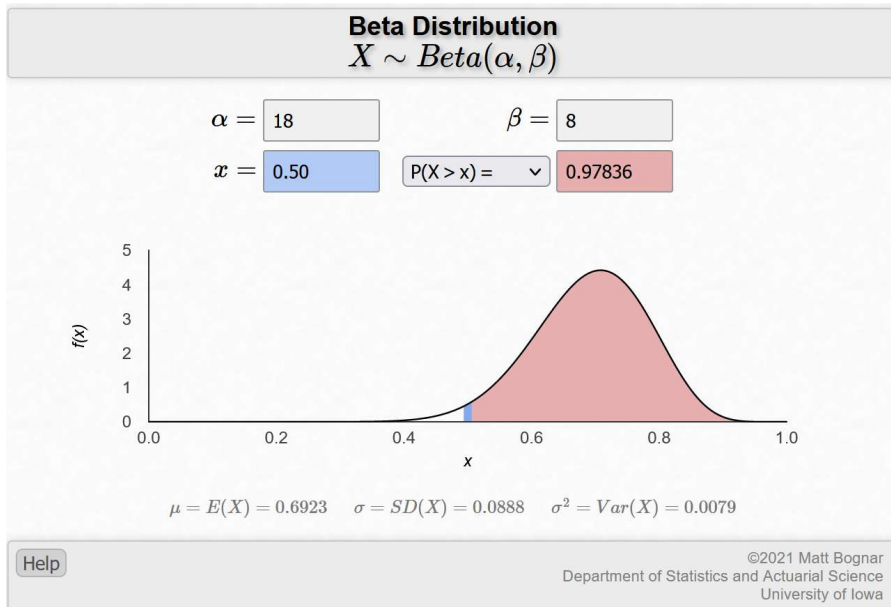 Beta Distribution
X ∼ Beta(α, β)
α = 18 β = 8
x = 0.50 P(X > x) = 0.97836
5
4
3
2
1
0
f(x)
0.0 0.2 0.4 0.6 0.8 1.0
x
μ = E(X) = 0.6923 σ = SD(X) = 0.0888 σ² = Var(X) = 0.0079
Help
©2021 Matt Bognar
Department of Statistics and Actuarial Science
University of Iowa